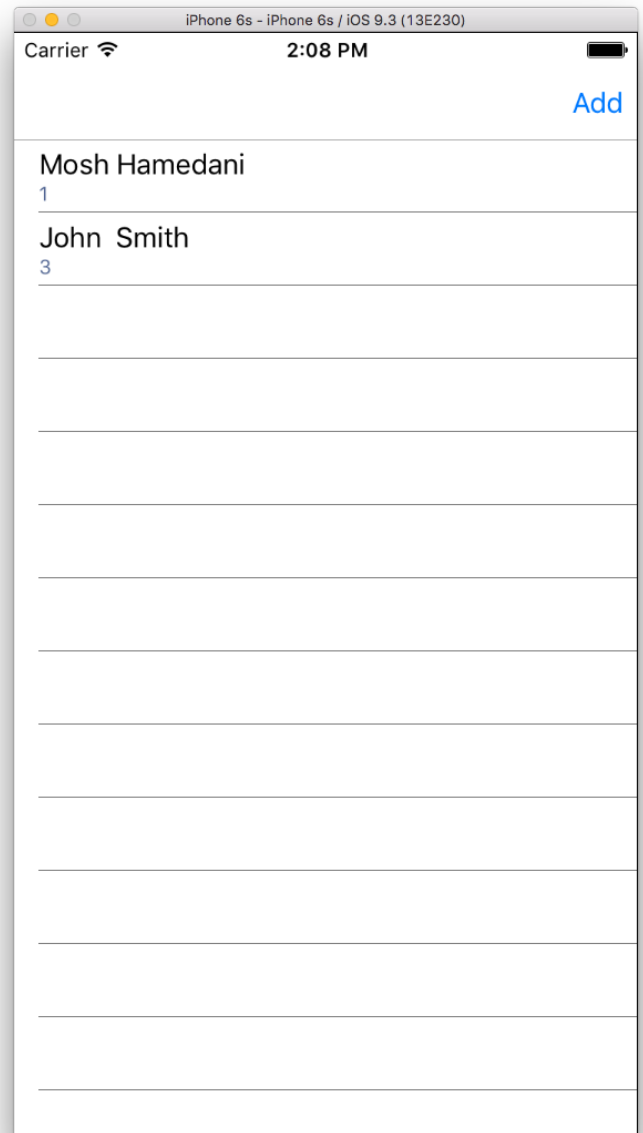 iPhone 6s - iPhone 6s / iOS 9.3 (13E230)
Carrier 2:08 PM
Add
Mosh Hamedani
1
John  Smith
3